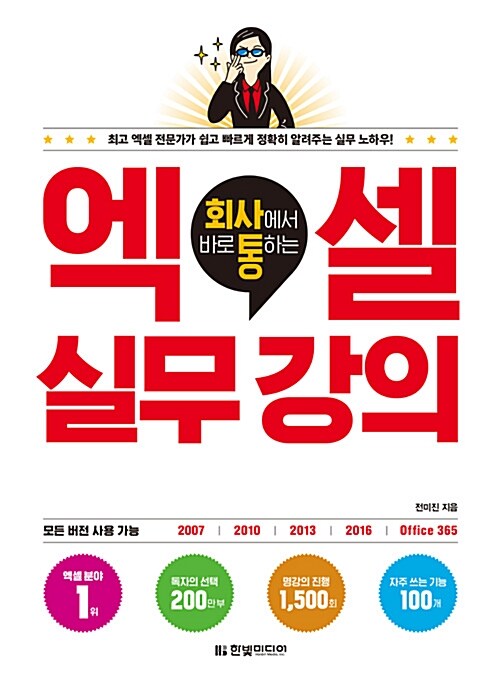 최고 엑셀 전문가가 쉽고 빠르게 정확히 알려주는 실무 노하우!
회사에서
바로 통하는
엑셀
실무 강의
전미진 지음
모든 버전 사용 가능 2007 | 2010 | 2013 | 2016 | Office 365
엑셀 분야
1위
독자의 선택
200만 부
명강의 진행
1,500회
자주 쓰는 기능
100개
한빛미디어
Hanbit Media, Inc.